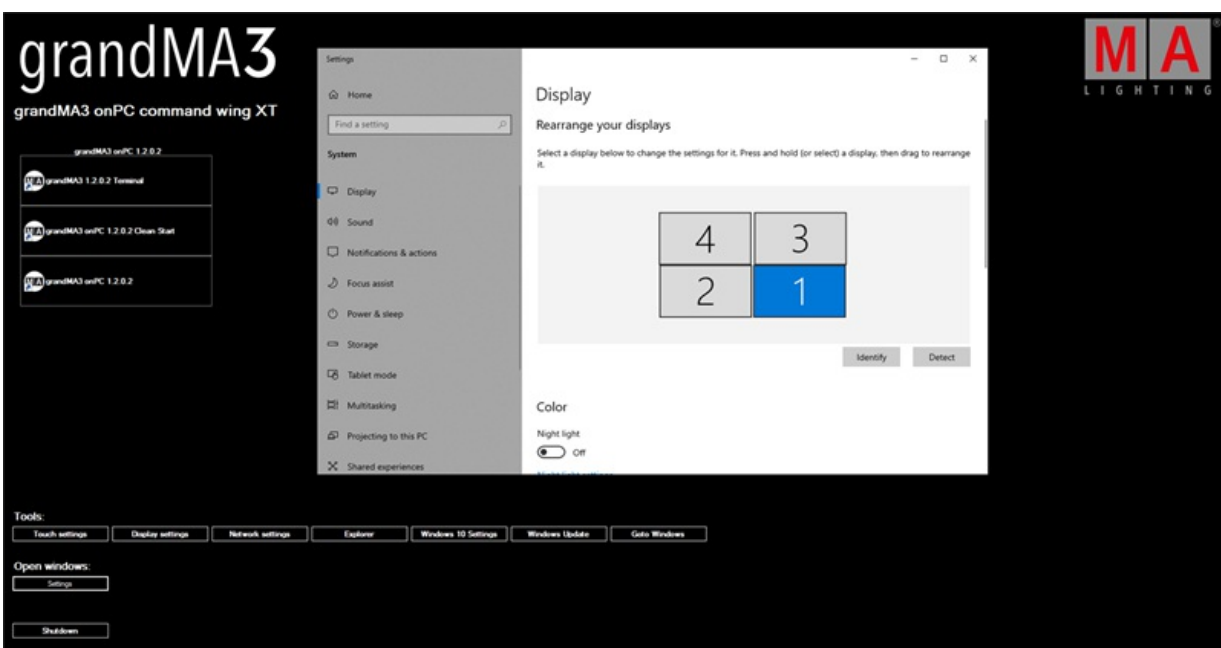 grandMA3
grandMA3 onPC command wing XT
MA
LIGHTING
grandMA3 onPC 1.2.0.2
grandMA3 1.2.0.2 Terminal
grandMA3 onPC 1.2.0.2 Clean Start
grandMA3 onPC 1.2.0.2
Settings
Home
Find a setting
System
Display
Sound
Notifications & actions
Focus assist
Power & sleep
Storage
Tablet mode
Multitasking
Projecting to this PC
Shared experiences
Display
Rearrange your displays
Select a display below to change the settings for it. Press and hold (or select) a display, then drag to rearrange
it.
4 3
2 1
Identify Detect
Color
Night light
Off
Night light settings
Tools:
Touch settings Display settings Network settings Explorer Windows 10 Settings Windows Update Goto Windows
Open windows:
Settings
Shutdown